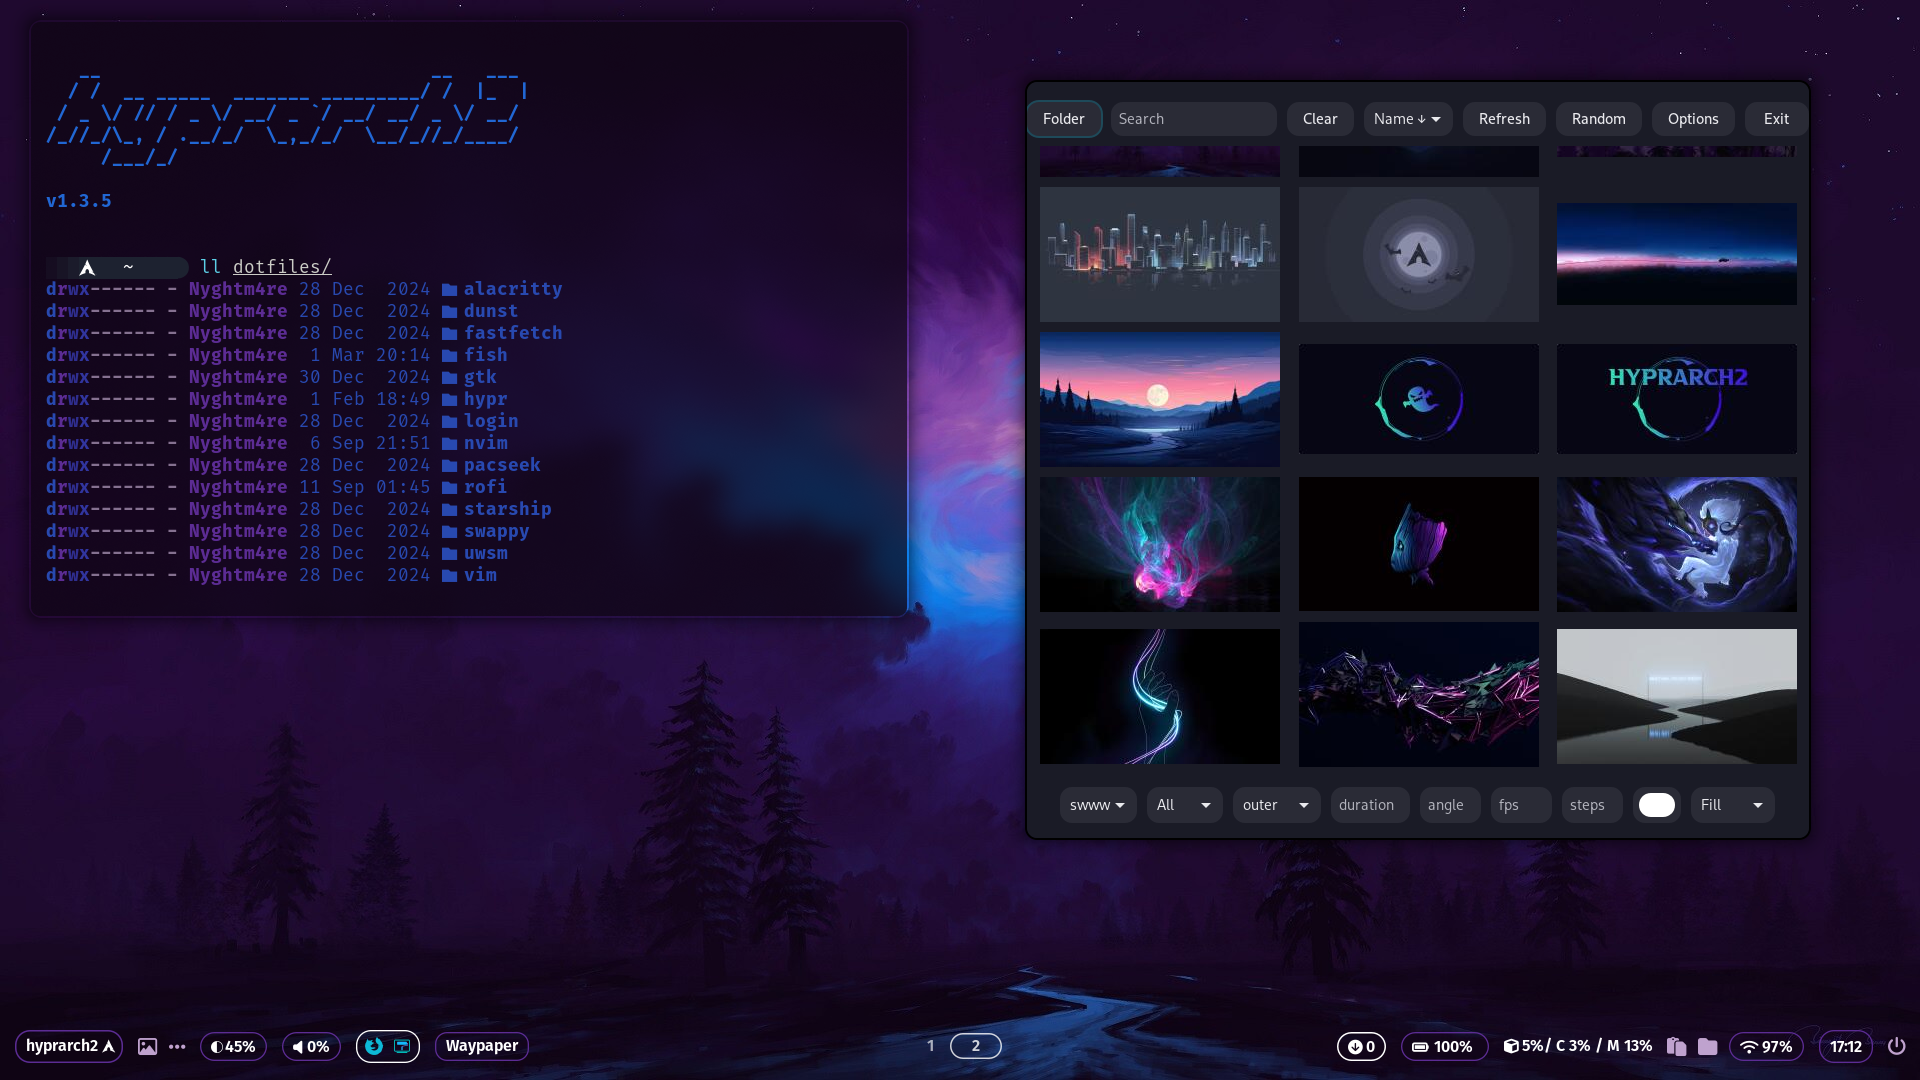 hyprarch2
v1.3.5
~ ll dotfiles/
drwx------ - Nyghtm4re 28 Dec  2024 alacritty
drwx------ - Nyghtm4re 28 Dec  2024 dunst
drwx------ - Nyghtm4re 28 Dec  2024 fastfetch
drwx------ - Nyghtm4re  1 Mar 20:14 fish
drwx------ - Nyghtm4re 30 Dec  2024 gtk
drwx------ - Nyghtm4re  1 Feb 18:49 hypr
drwx------ - Nyghtm4re 28 Dec  2024 login
drwx------ - Nyghtm4re  6 Sep 21:51 nvim
drwx------ - Nyghtm4re 28 Dec  2024 pacseek
drwx------ - Nyghtm4re 11 Sep 01:45 rofi
drwx------ - Nyghtm4re 28 Dec  2024 starship
drwx------ - Nyghtm4re 28 Dec  2024 swappy
drwx------ - Nyghtm4re 28 Dec  2024 uwsm
drwx------ - Nyghtm4re 28 Dec  2024 vim
Folder Search Clear Name ↓ Refresh Random Options Exit
HYPRARCH2
swww All outer duration angle fps steps Fill
hyprarch2 45% 0% Waypaper 1 2 0 100% 5%/ C 3% / M 13% 97% 17:12